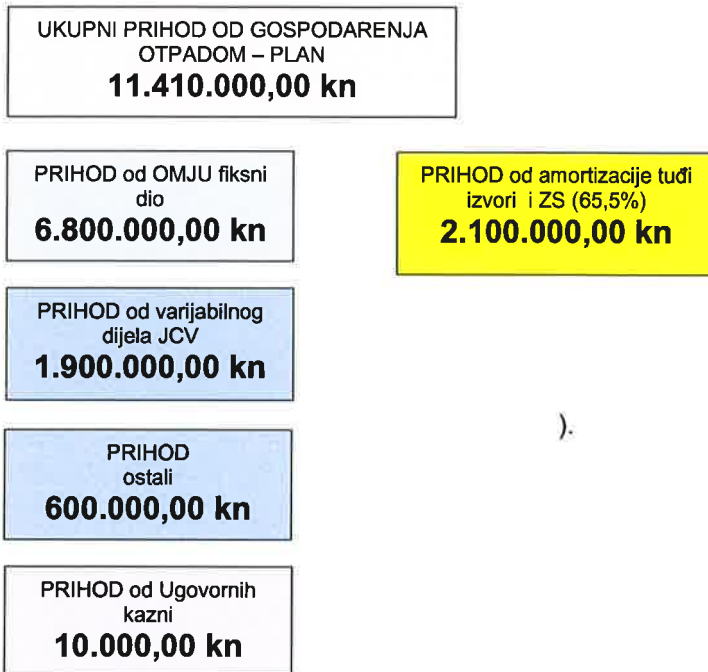 UKUPNI PRIHOD OD GOSPODARENJA
OTPADOM – PLAN
11.410.000,00 kn
PRIHOD od OMJU fiksni
dio
6.800.000,00 kn
PRIHOD od amortizacije tuđi
izvori i ZS (65,5%)
2.100.000,00 kn
PRIHOD od varijabilnog
dijela JCV
1.900.000,00 kn
).
PRIHOD
ostali
600.000,00 kn
PRIHOD od Ugovornih
kazni
10.000,00 kn